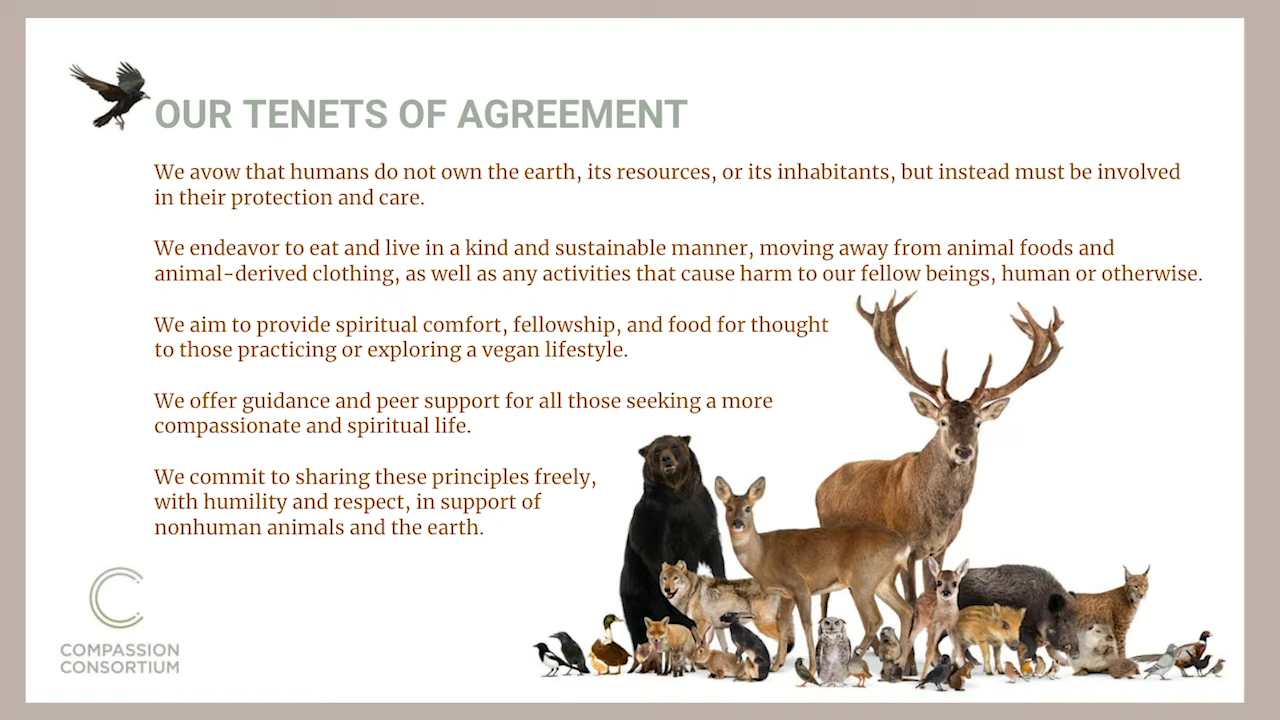 OUR TENETS OF AGREEMENT
We avow that humans do not own the earth, its resources, or its inhabitants, but instead must be involved
in their protection and care.
We endeavor to eat and live in a kind and sustainable manner, moving away from animal foods and
animal-derived clothing, as well as any activities that cause harm to our fellow beings, human or otherwise.
We aim to provide spiritual comfort, fellowship, and food for thought
to those practicing or exploring a vegan lifestyle.
We offer guidance and peer support for all those seeking a more
compassionate and spiritual life.
We commit to sharing these principles freely,
with humility and respect, in support of
nonhuman animals and the earth.
COMPASSION
CONSORTIUM